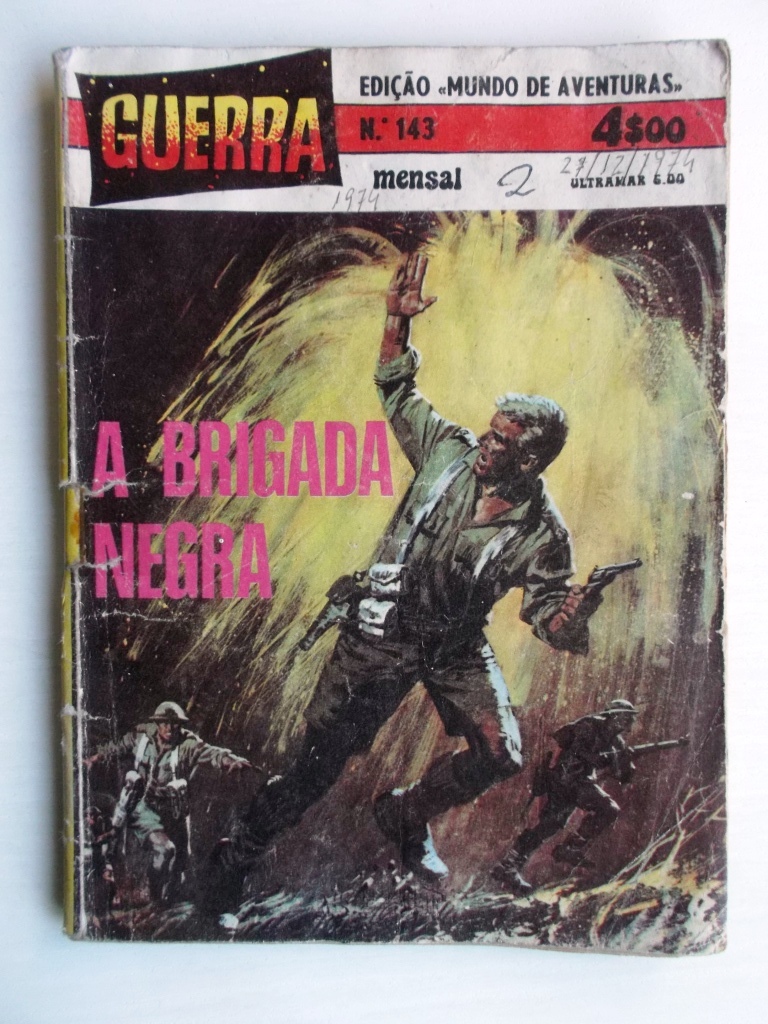 GUERRA
EDIÇÃO «MUNDO DE AVENTURAS»
N.º 143
4$00
mensal
2
27/12/1974
ULTRAMAR 6.00
1974
A BRIGADA
NEGRA